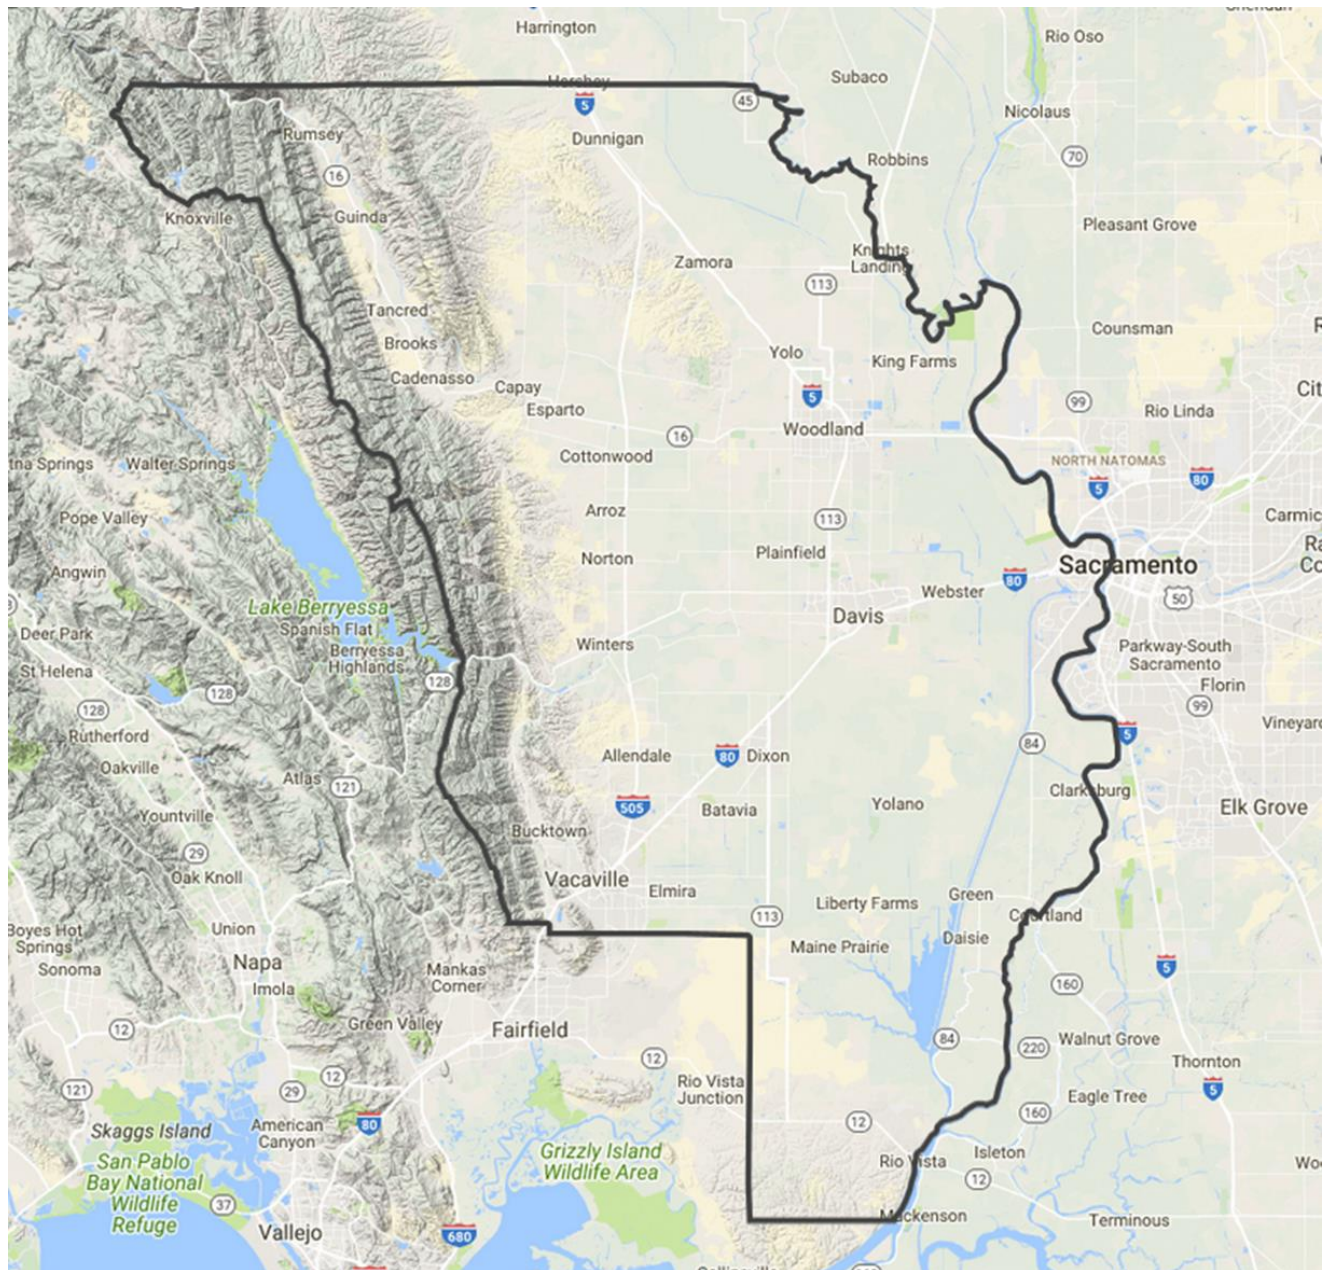 Harrington
Rio Oso
Hershey
Subaco
5
45
Nicolaus
Rumsey
Dunnigan
Robbins
70
16
Knoxville
Guinda
Pleasant Grove
Knights
Landing
Zamora
113
Tancred
Counsman
Brooks
Yolo
King Farms
Cadenasso
Capay
5
99
Esparto
Rio Linda
Woodland
16
Cottonwood
NORTH NATOMAS
tna Springs
Walter Springs
5
80
Arroz
Pope Valley
113
Carmic
Norton
Plainfield
Sacramento
Angwin
80
Webster
50
Lake Berryessa
Davis
Spanish Flat
Deer Park
Winters
Berryessa
Highlands
Parkway-South
Sacramento
St Helena
128
128
Florin
128
99
Rutherford
5
Vineyard
84
Oakville
Allendale
80
Dixon
Atlas
121
Clarksburg
505
Batavia
Yolano
Elk Grove
Yountville
Bucktown
29
Oak Knoll
Vacaville
Elmira
Green
Liberty Farms
113
Courtland
Union
Boyes Hot
Springs
Daisie
Maine Prairie
Napa
Sonoma
Mankas
Corner
5
Imola
160
Green Valley
12
Fairfield
84
Walnut Grove
220
12
Thornton
12
Rio Vista
Junction
121
29
5
Eagle Tree
160
American
Canyon
80
12
Skaggs Island
Grizzly Island
Wildlife Area
Isleton
Rio Vista
San Pablo
Bay National
Wildlife
Refuge
12
37
Mackenson
Terminous
Vallejo
680